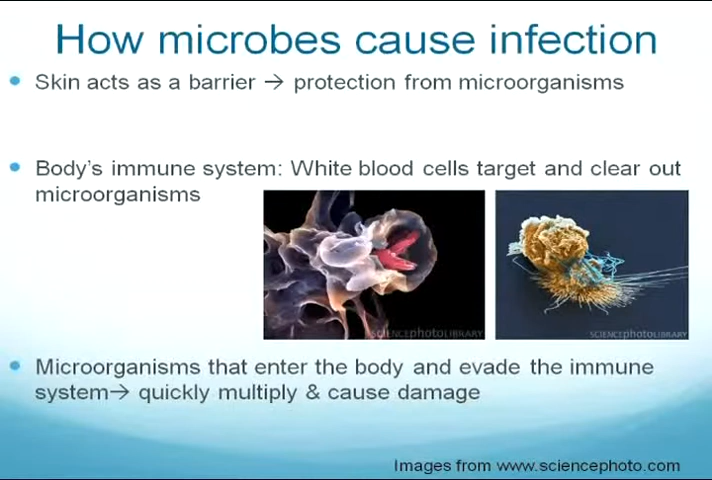 How microbes cause infection
Skin acts as a barrier → protection from microorganisms
Body's immune system: White blood cells target and clear out
microorganisms
SCIENCEphotoLIBRARY
SCIENCEphotoLIBRARY
Microorganisms that enter the body and evade the immune
system→ quickly multiply & cause damage
Images from www.sciencephoto.com